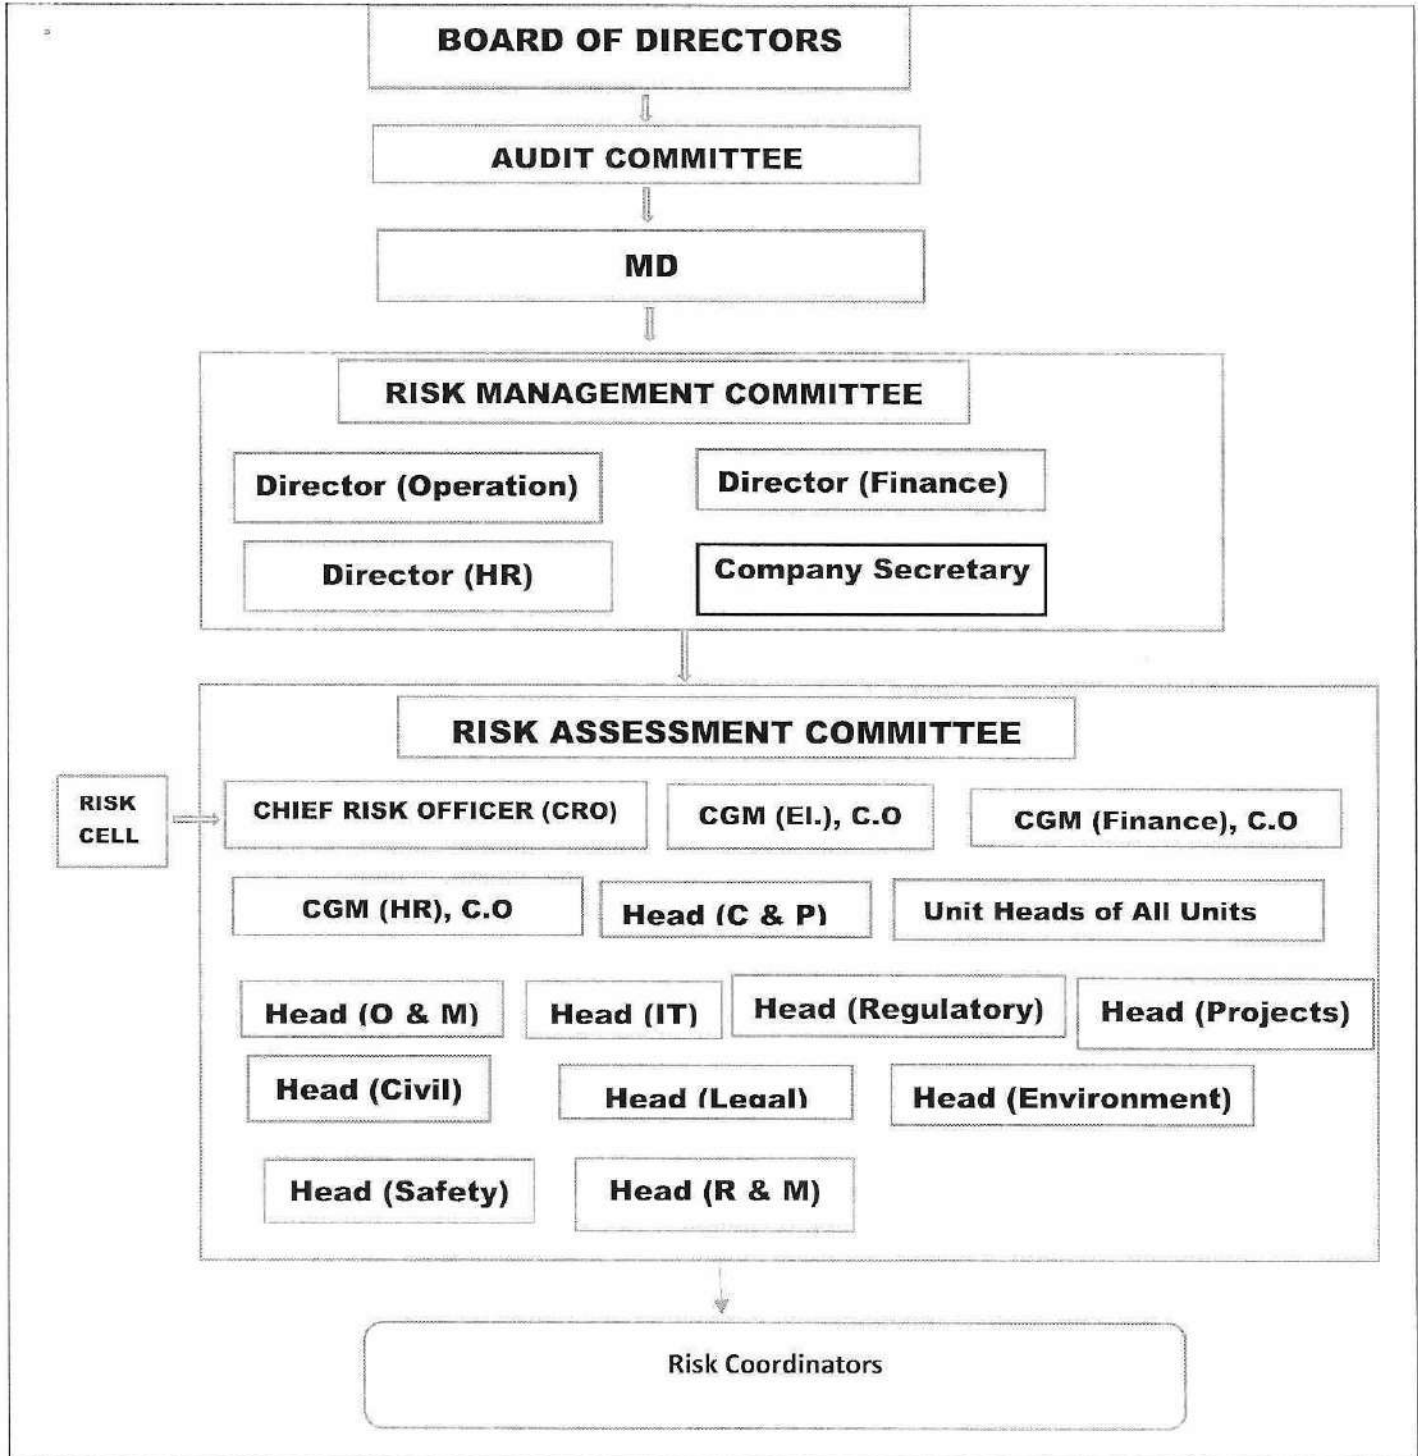 BOARD OF DIRECTORS
AUDIT COMMITTEE
MD
RISK MANAGEMENT COMMITTEE
Director (Operation)
Director (Finance)
Director (HR)
Company Secretary
RISK ASSESSMENT COMMITTEE
RISK
CELL
CHIEF RISK OFFICER (CRO)
CGM (El.), C.O
CGM (Finance), C.O
CGM (HR), C.O
Head (C & P)
Unit Heads of All Units
Head (O & M)
Head (IT)
Head (Regulatory)
Head (Projects)
Head (Civil)
Head (Legal)
Head (Environment)
Head (Safety)
Head (R & M)
Risk Coordinators